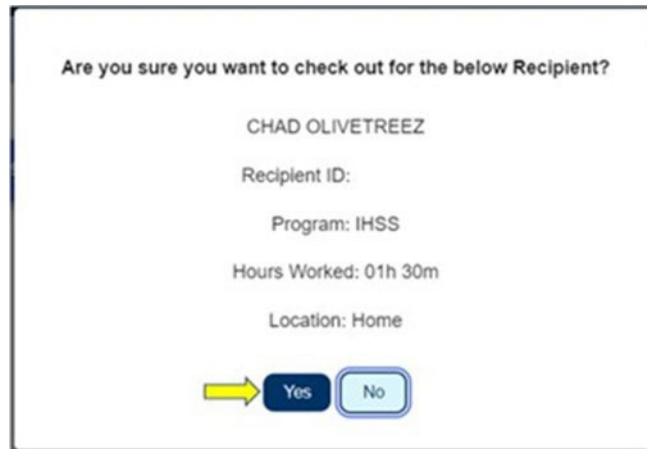 Are you sure you want to check out for the below Recipient?
CHAD OLIVETREEZ
Recipient ID:
Program: IHSS
Hours Worked: 01h 30m
Location: Home
Yes No